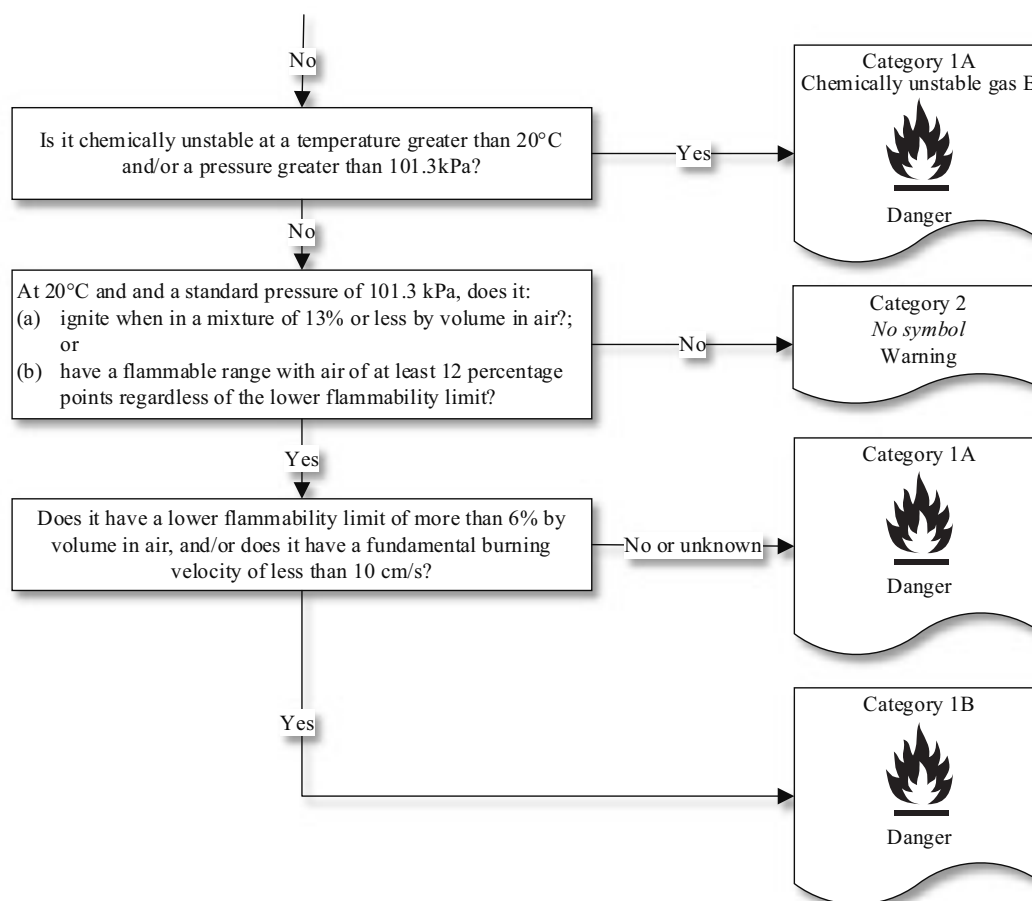 No
Category 1A
Chemically unstable gas B
Is it chemically unstable at a temperature greater than 20°C
and/or a pressure greater than 101.3kPa?
Yes
Danger
No
At 20°C and and a standard pressure of 101.3 kPa, does it:
(a) ignite when in a mixture of 13% or less by volume in air?;
or
(b) have a flammable range with air of at least 12 percentage
points regardless of the lower flammability limit?
No
Category 2
No symbol
Warning
Yes
Category 1A
Does it have a lower flammability limit of more than 6% by
volume in air, and/or does it have a fundamental burning
velocity of less than 10 cm/s?
No or unknown
Danger
Yes
Category 1B
Danger